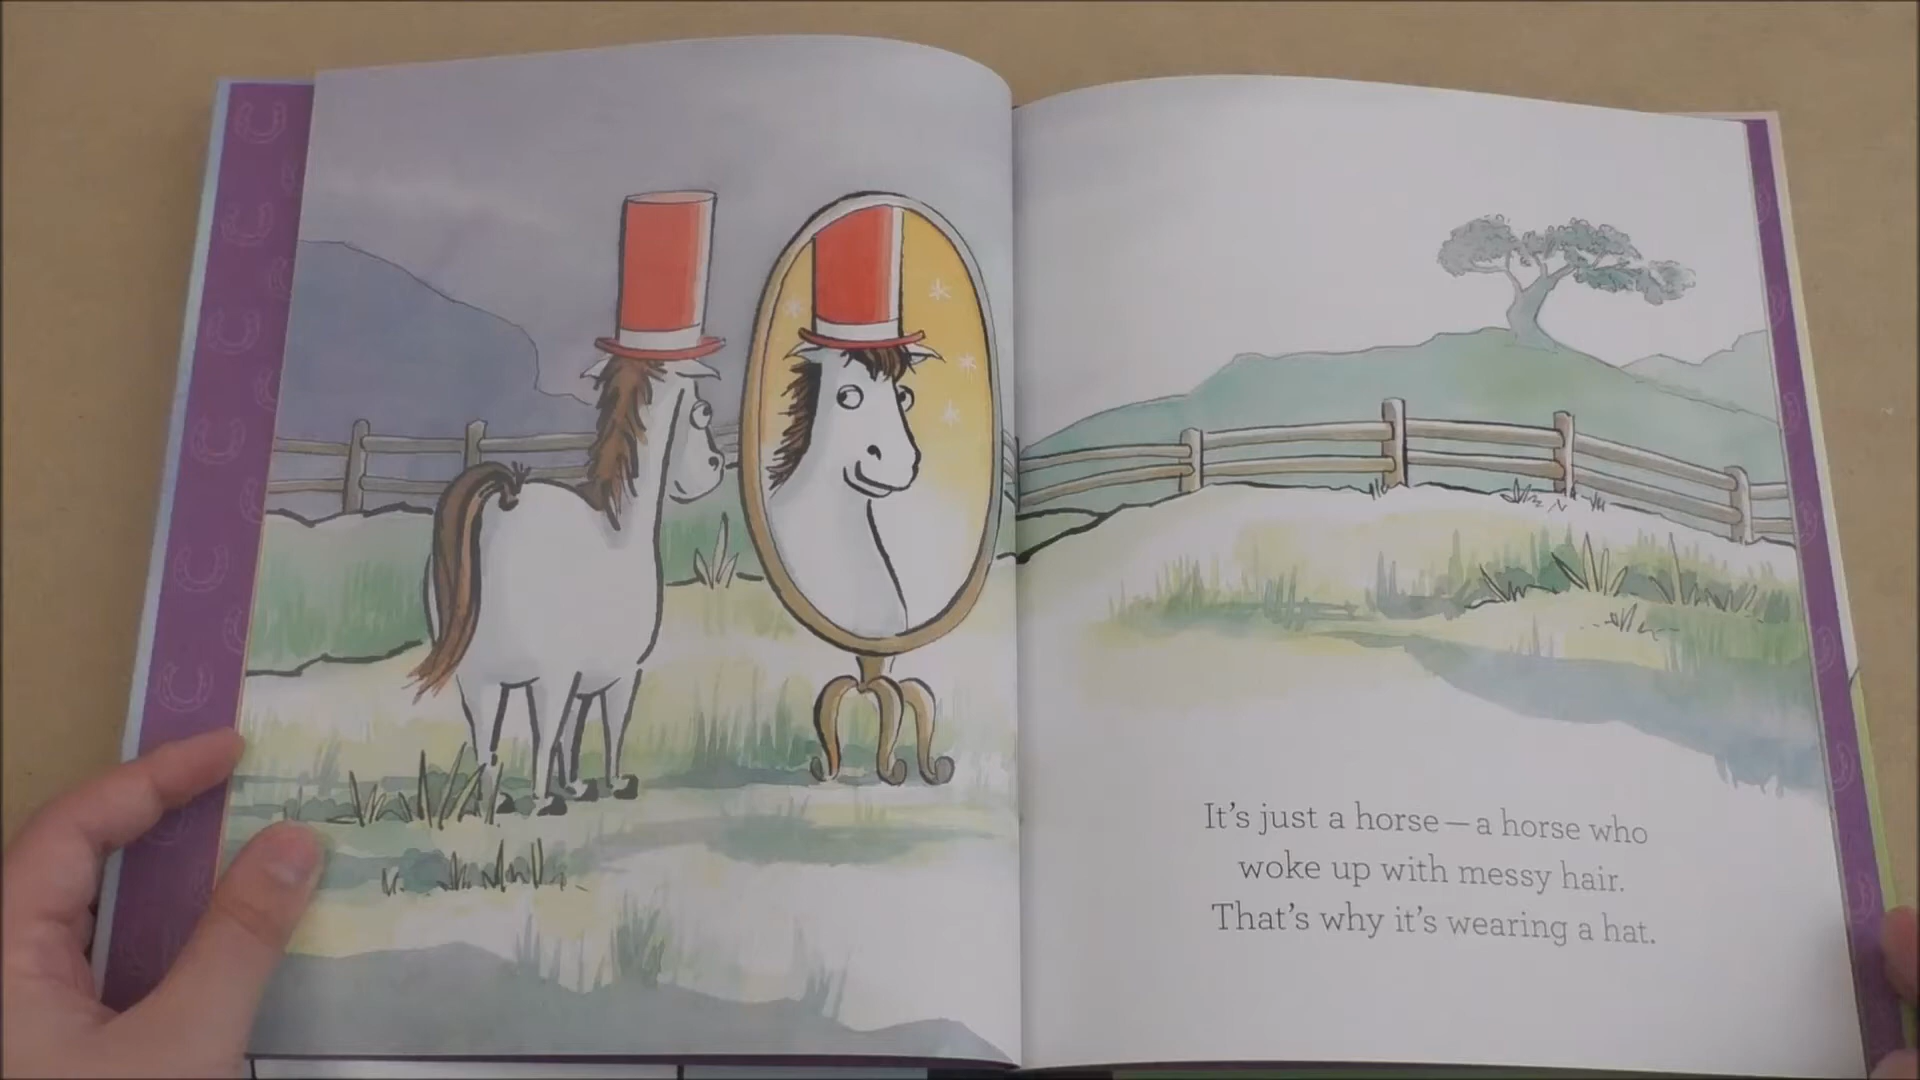 It's just a horse—a horse who
woke up with messy hair.
That's why it's wearing a hat.